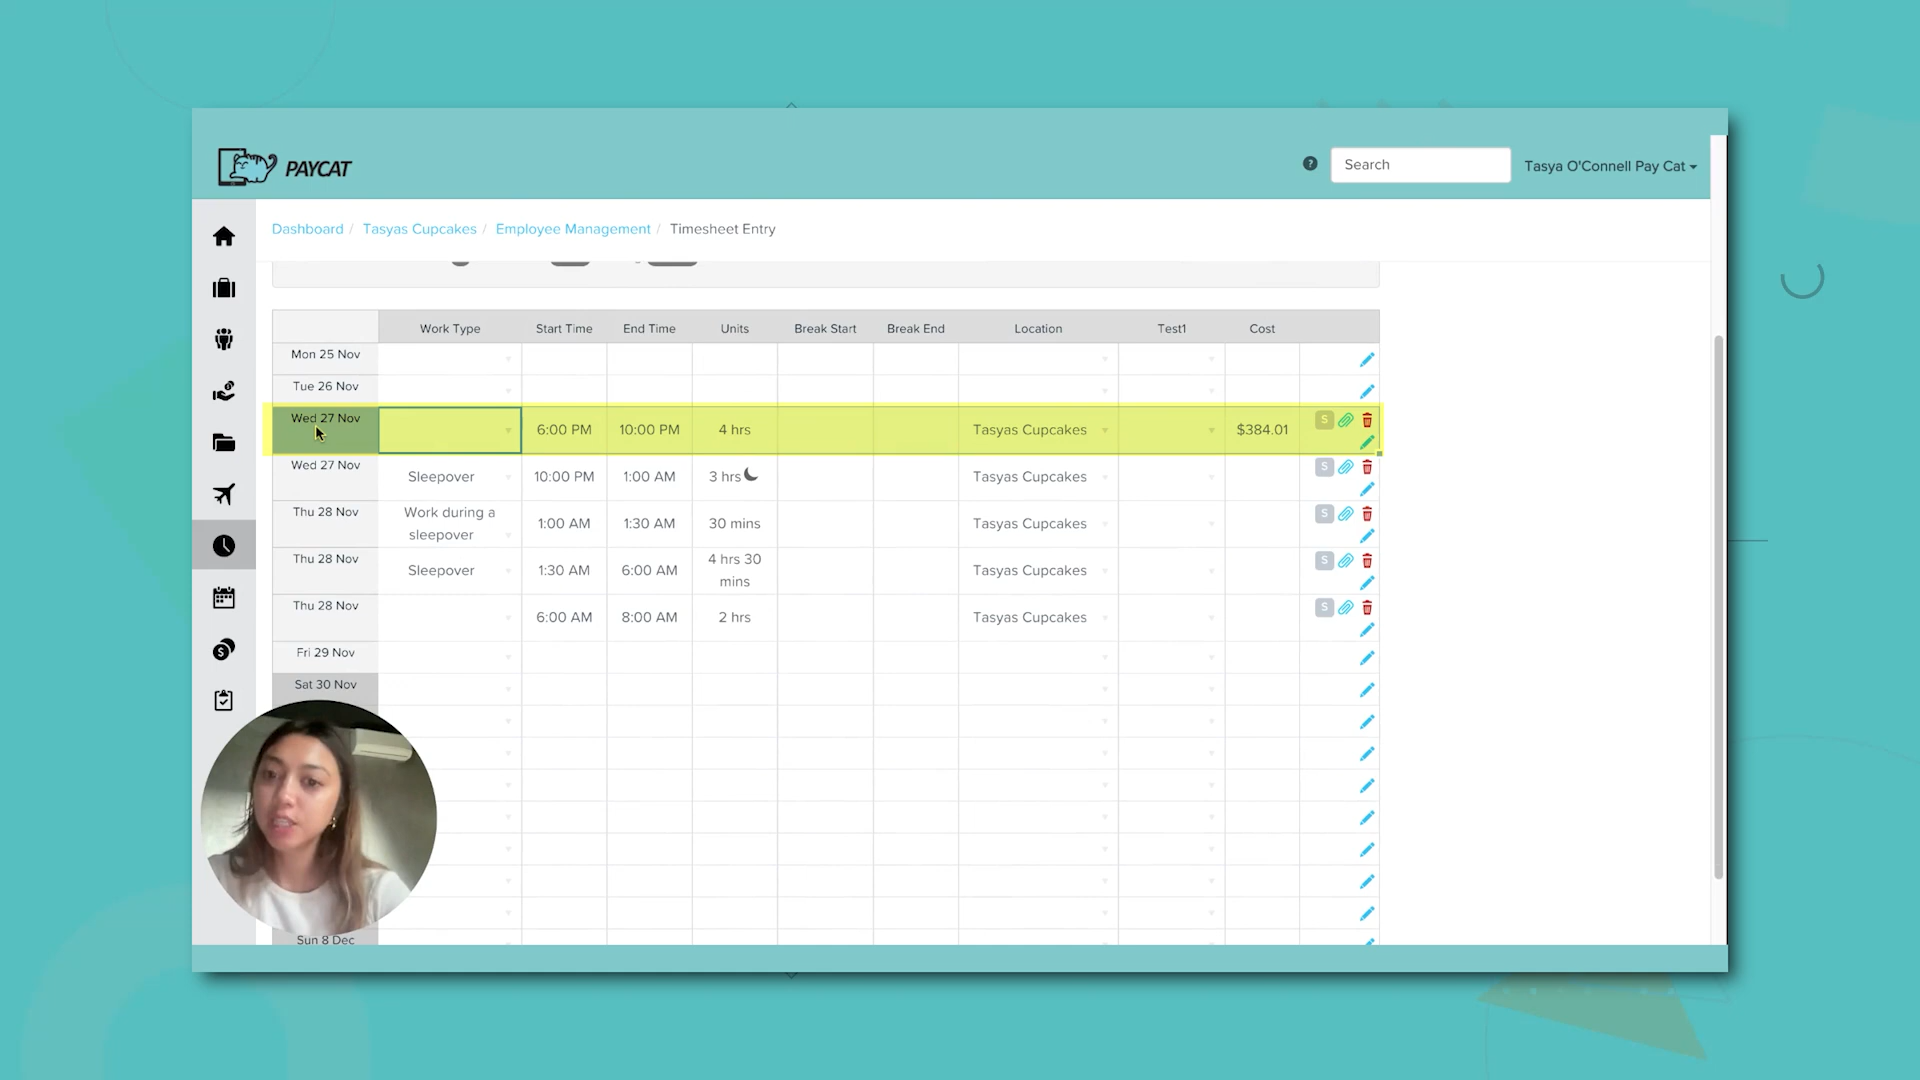 PAYCAT
?
Search
Tasya O'Connell Pay Cat
Dashboard / Tasyas Cupcakes / Employee Management / Timesheet Entry
Work Type Start Time End Time Units Break Start Break End Location Test1 Cost
Mon 25 Nov
Tue 26 Nov
Wed 27 Nov 6:00 PM 10:00 PM 4 hrs Tasyas Cupcakes $384.01 S
Wed 27 Nov Sleepover 10:00 PM 1:00 AM 3 hrs Tasyas Cupcakes S
Thu 28 Nov Work during a
sleepover 1:00 AM 1:30 AM 30 mins Tasyas Cupcakes S
Thu 28 Nov Sleepover 1:30 AM 6:00 AM 4 hrs 30
mins Tasyas Cupcakes S
Thu 28 Nov 6:00 AM 8:00 AM 2 hrs Tasyas Cupcakes S
Fri 29 Nov
Sat 30 Nov
Sun 8 Dec